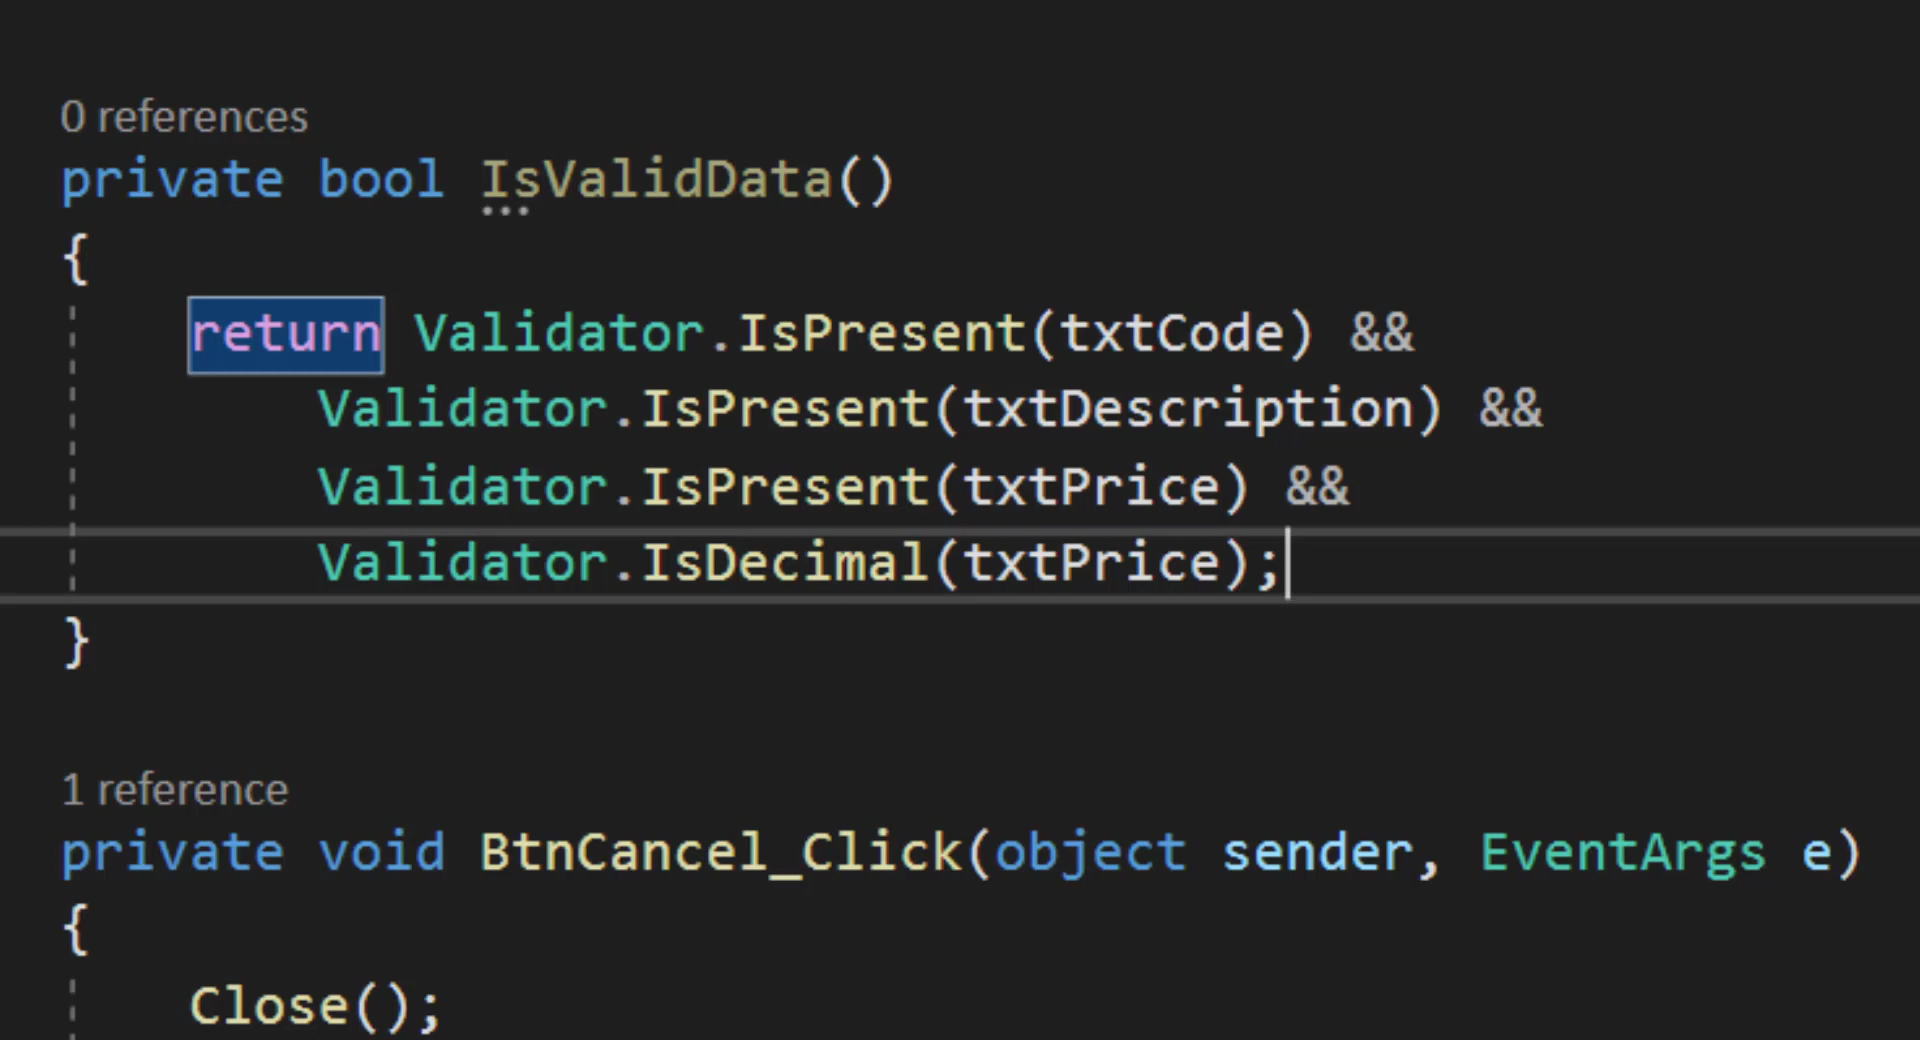 0 references
private bool IsValidData()
{
return Validator.IsPresent(txtCode) &&
Validator.IsPresent(txtDescription) &&
Validator.IsPresent(txtPrice) &&
Validator.IsDecimal(txtPrice);
}
1 reference
private void BtnCancel_Click(object sender, EventArgs e)
{
Close();